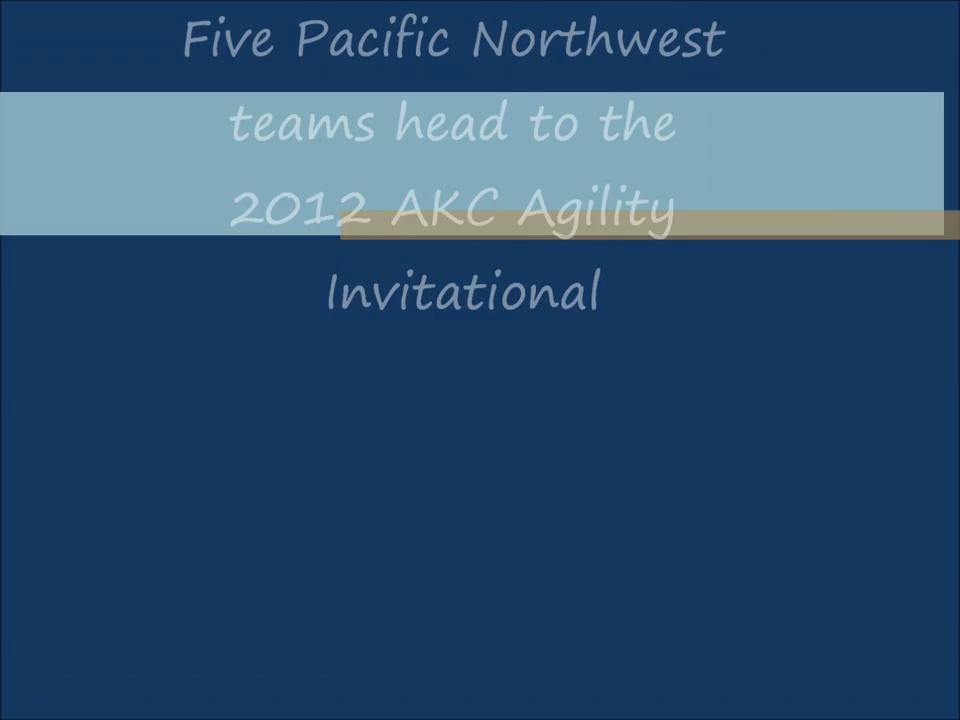 Five Pacific Northwest
teams head to the
2012 AKC Agility
Invitational